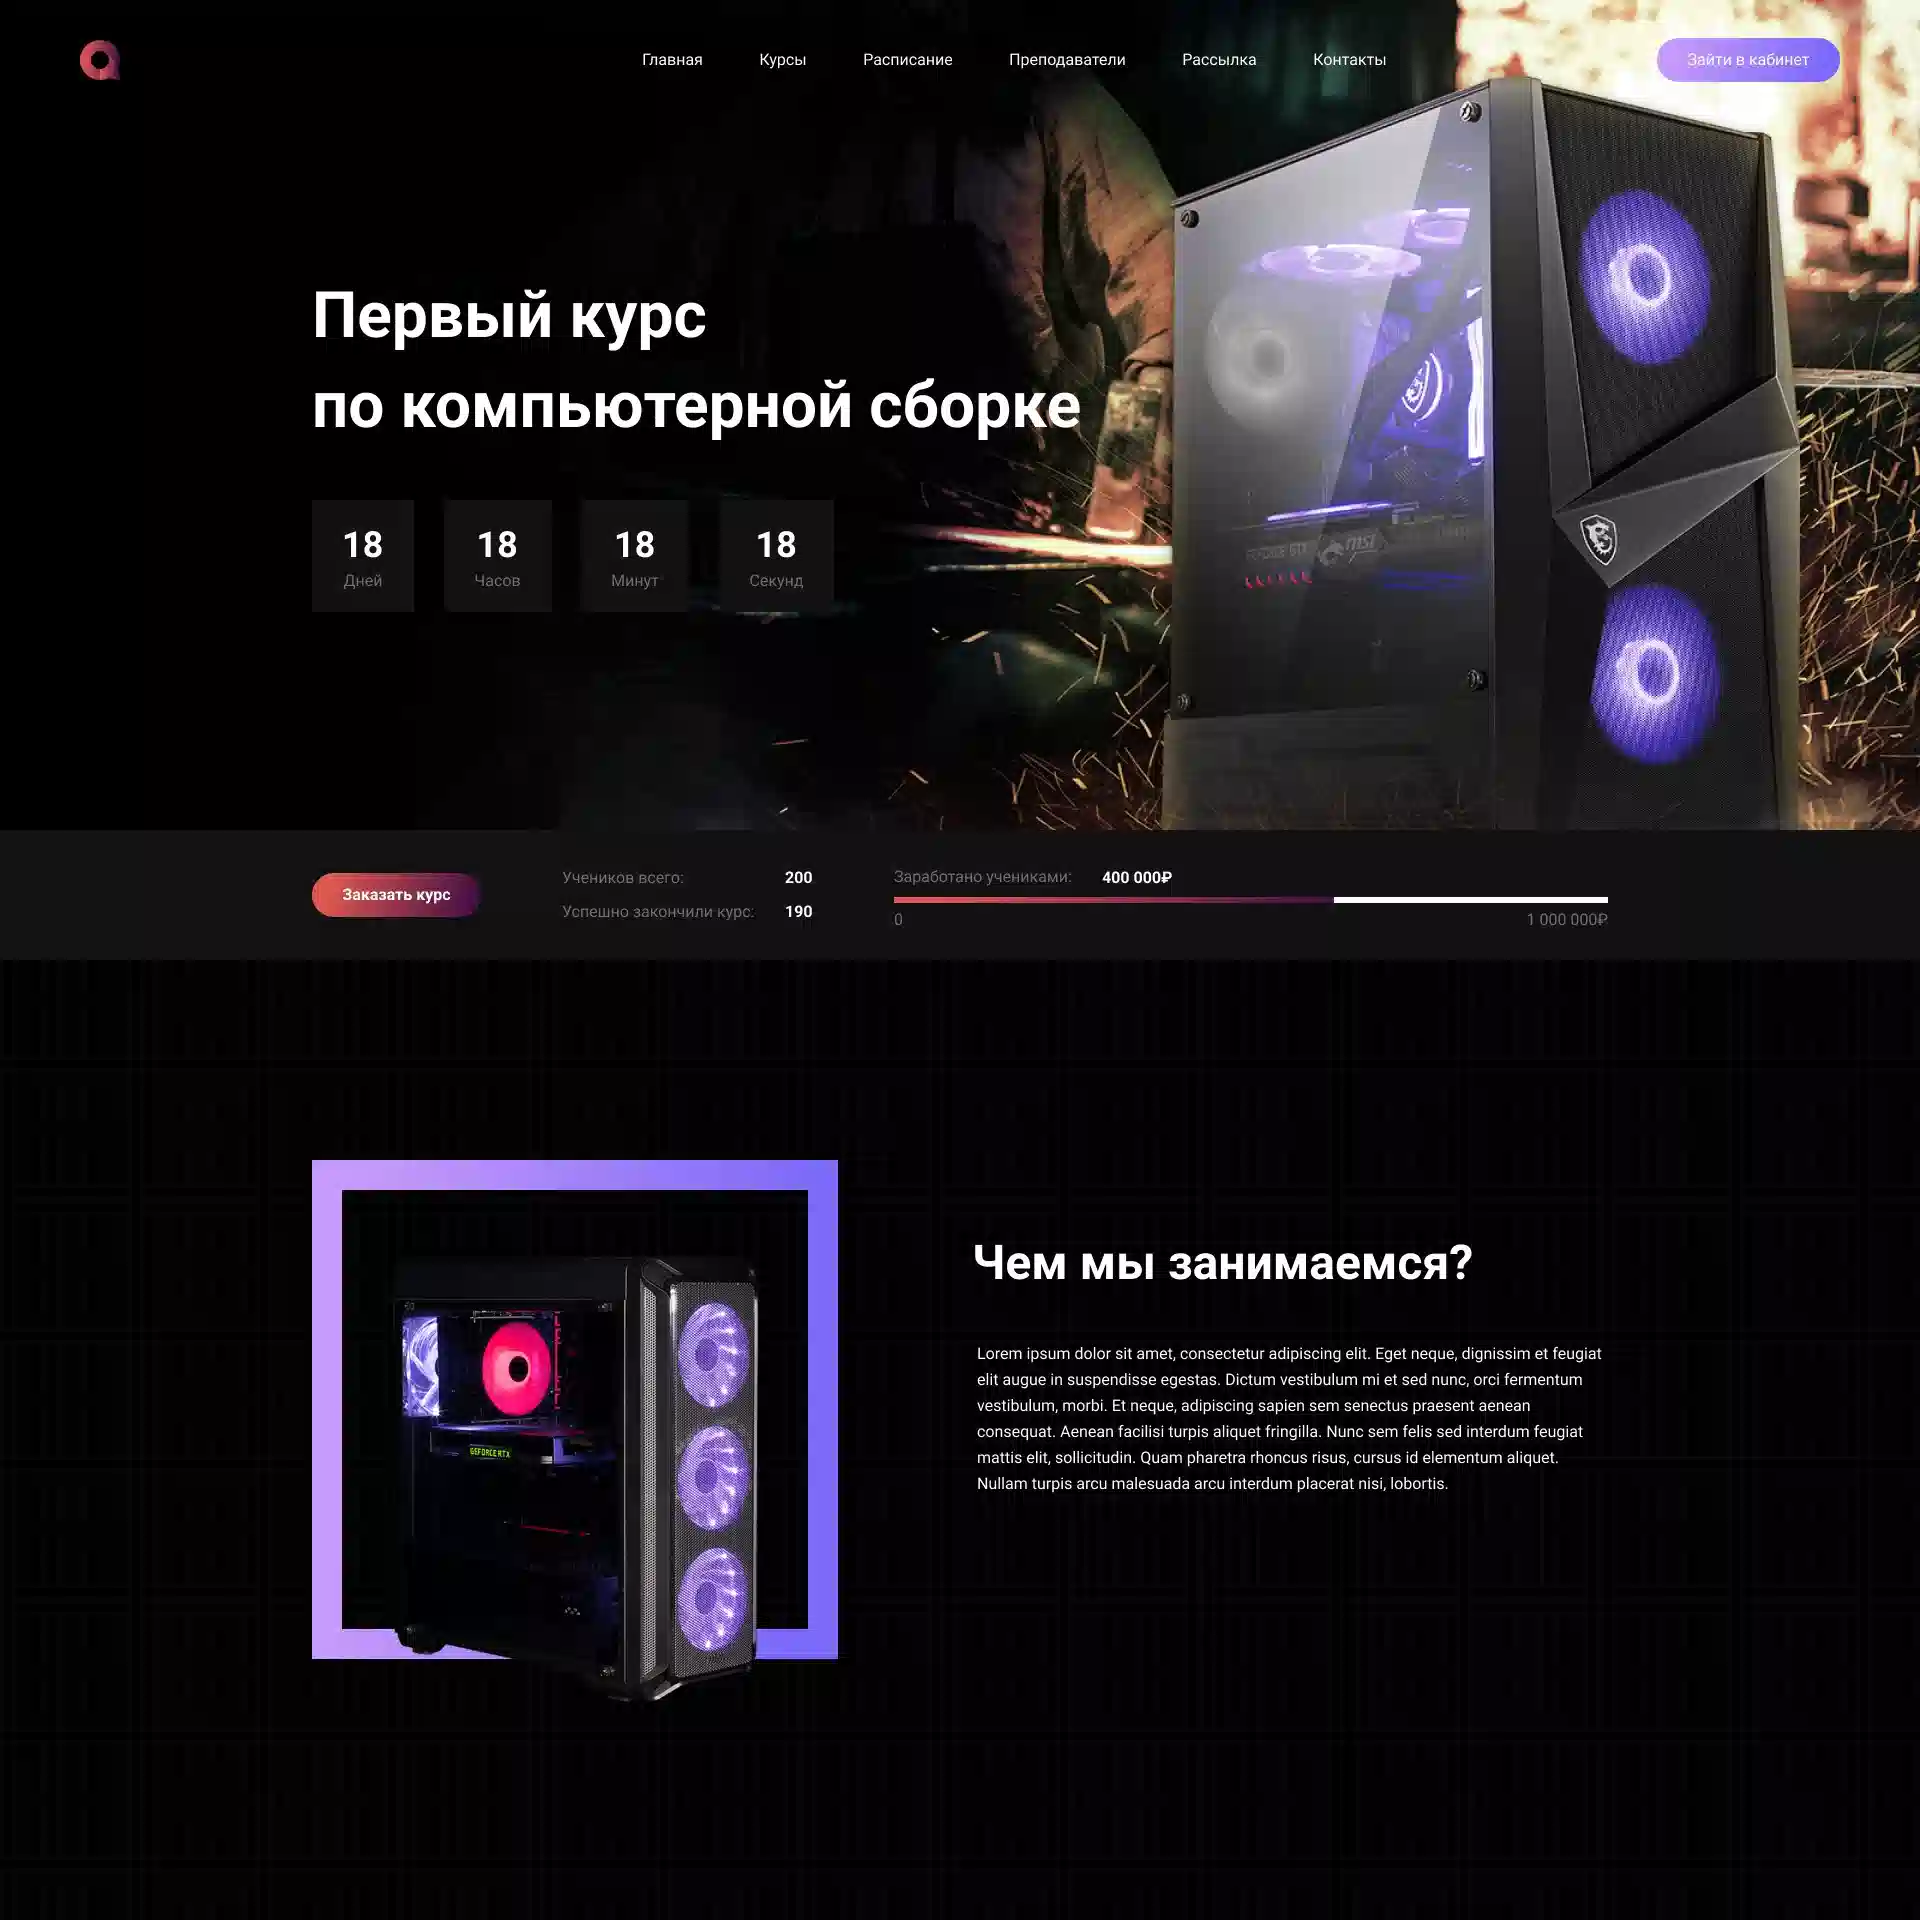 Главная Курсы Расписание Преподаватели Рассылка Контакты Зайти в кабинет
Первый курс
по компьютерной сборке
18 18 18 18
Дней Часов Минут Секунд
GEFORCE GTX msi
Заказать курс
Учеников всего: 200
Успешно закончили курс: 190
Заработано учениками: 400 000₽
0 1 000 000₽
GEFORCE RTX
Чем мы занимаемся?
Lorem ipsum dolor sit amet, consectetur adipiscing elit. Eget neque, dignissim et feugiat
elit augue in suspendisse egestas. Dictum vestibulum mi et sed nunc, orci fermentum
vestibulum, morbi. Et neque, adipiscing sapien sem senectus praesent aenean
consequat. Aenean facilisi turpis aliquet fringilla. Nunc sem felis sed interdum feugiat
mattis elit, sollicitudin. Quam pharetra rhoncus risus, cursus id elementum aliquet.
Nullam turpis arcu malesuada arcu interdum placerat nisi, lobortis.